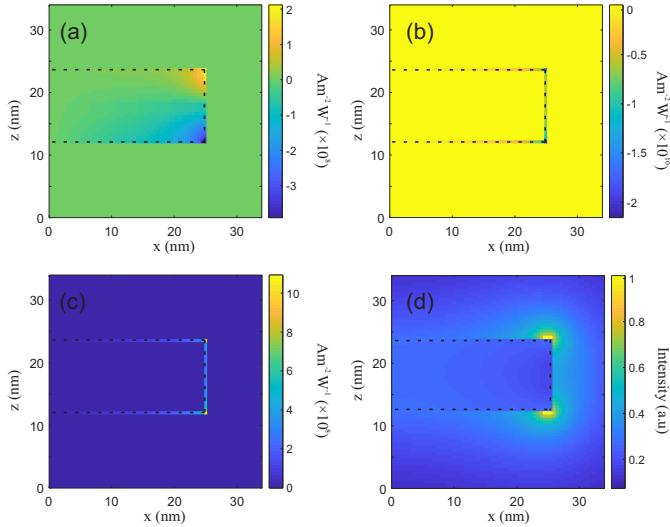 (a)
30
20
10
0
z (nm)
0 10 20 30
x (nm)
2
1
0
-1
-2
-3
Am⁻² W⁻¹ (×10⁸)
(b)
30
20
10
0
z (nm)
0 10 20 30
x (nm)
0
-0.5
-1
-1.5
-2
Am⁻² W⁻¹ (×10¹⁰)
(c)
30
20
10
0
z (nm)
0 10 20 30
x (nm)
10
8
6
4
2
0
Am⁻² W⁻¹ (×10⁸)
(d)
30
20
10
0
z (nm)
0 10 20 30
x (nm)
1
0.8
0.6
0.4
0.2
Intensity (a.u)